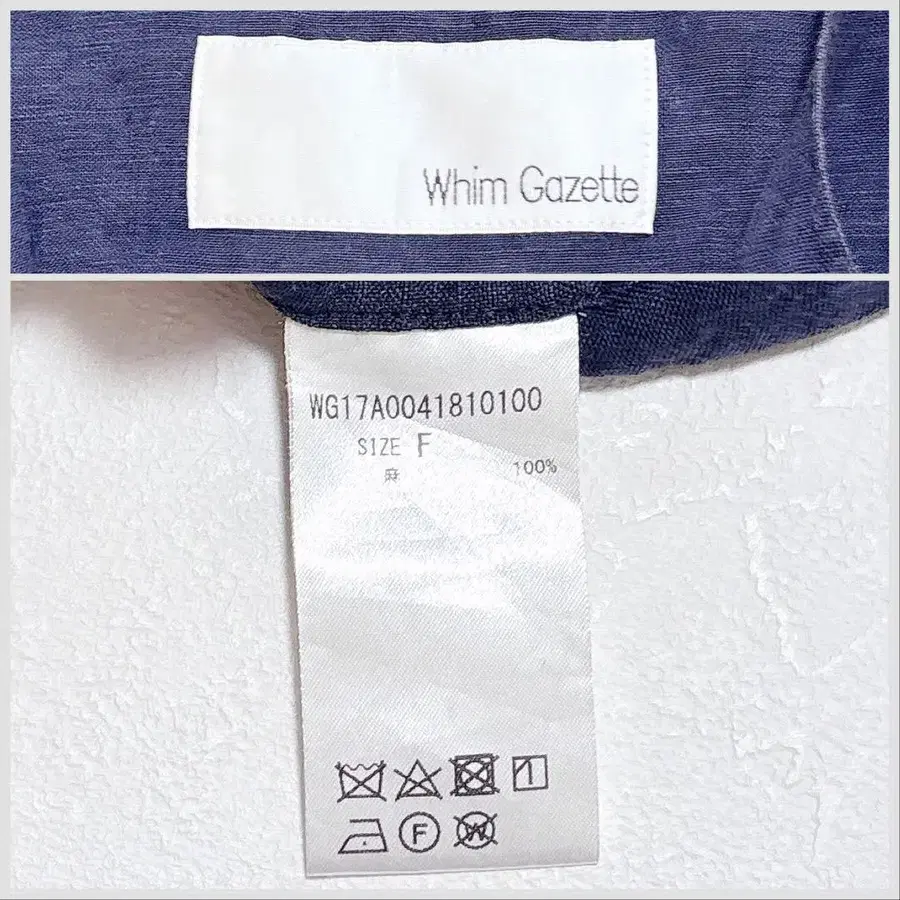 Whim Gazette
WG17A0041810100
SIZE F
麻 100%
F W